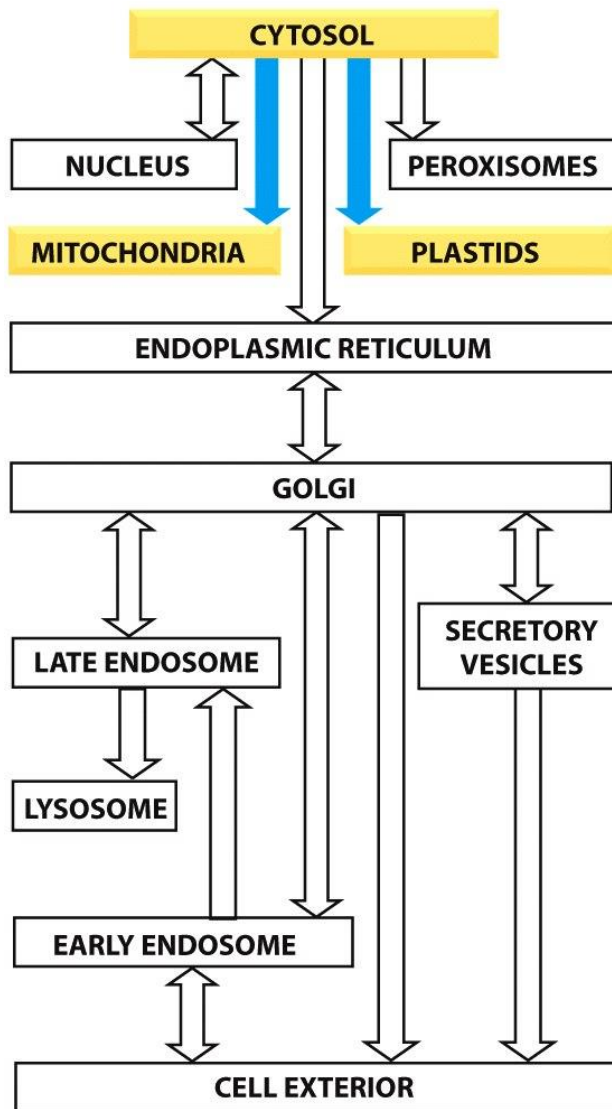 CYTOSOL
NUCLEUS
PEROXISOMES
MITOCHONDRIA
PLASTIDS
ENDOPLASMIC RETICULUM
GOLGI
SECRETORY
VESICLES
LATE ENDOSOME
LYSOSOME
EARLY ENDOSOME
CELL EXTERIOR